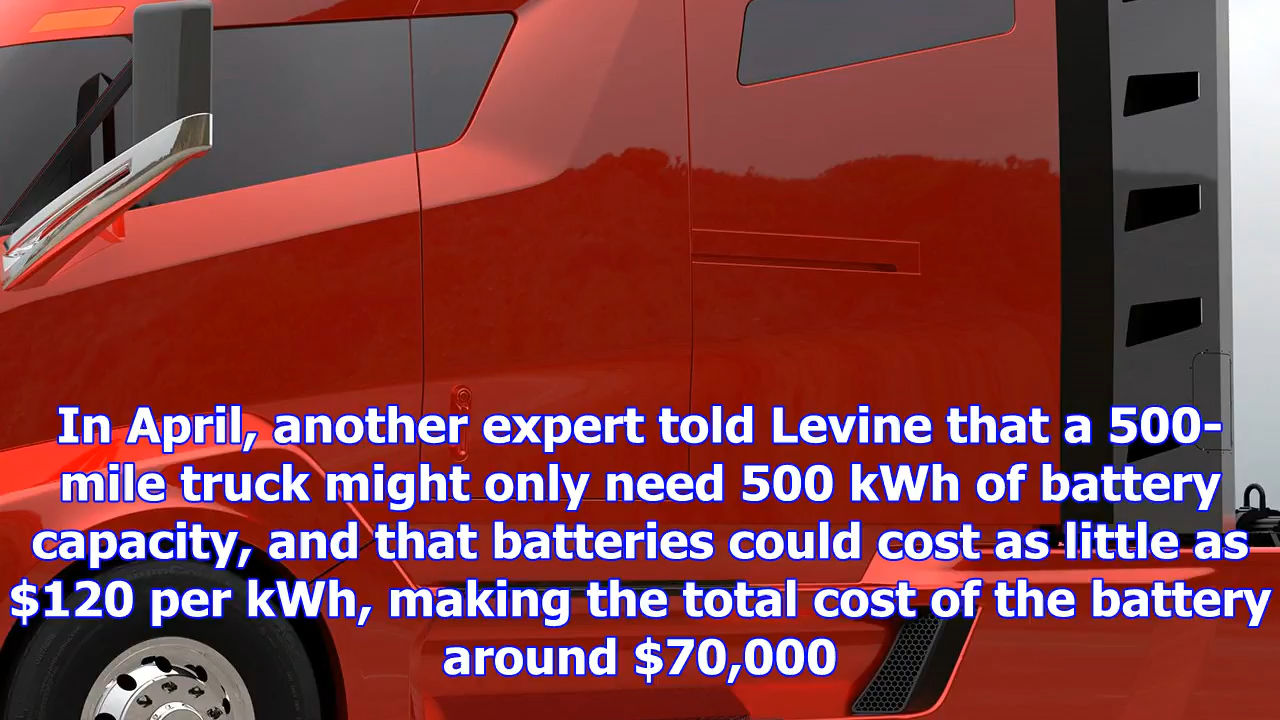 In April, another expert told Levine that a 500-
mile truck might only need 500 kWh of battery
capacity, and that batteries could cost as little as
$120 per kWh, making the total cost of the battery
around $70,000